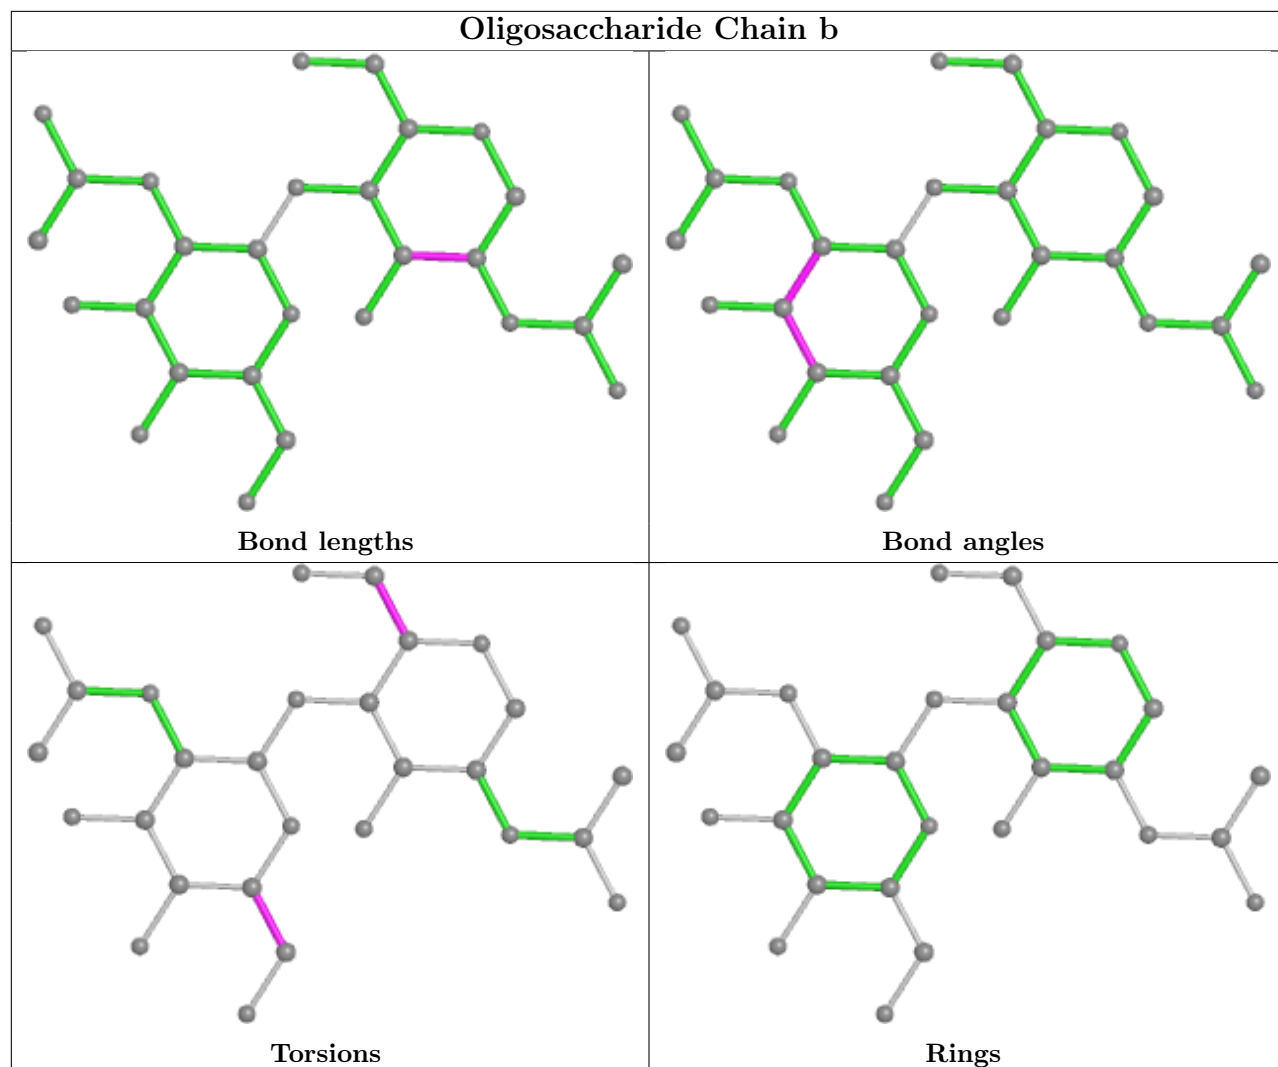 Oligosaccharide Chain b
Bond lengths
Bond angles
Torsions
Rings